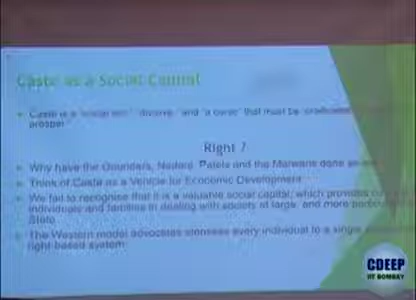 Caste as a Social Capital
Caste is a "social evil," "divisive," and "a curse" that must be eradicated
prosper"
Right ?
Why have the Gounders, Nadars, Patels and the Marwaris done so
Think of Caste as a Vehicle for Economic Development
We fail to recognise that it is a valuable social capital, which provides
individuals and families in dealing with society at large, and more
State
The Western model advocates every individual to a single
right-based system
CDEEP
IIT BOMBAY